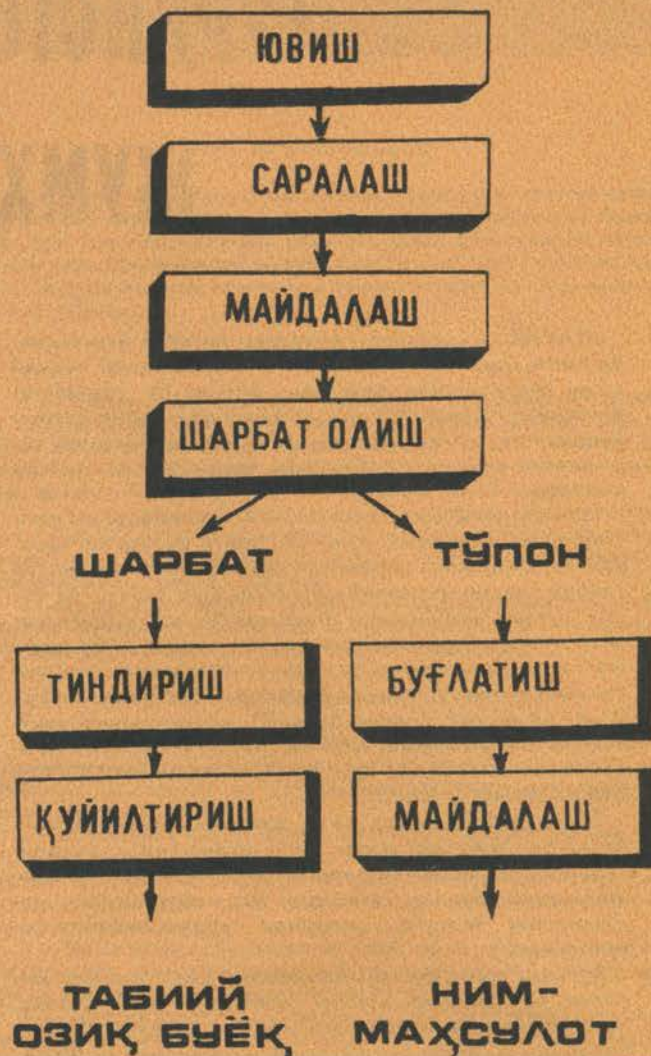 ЮВИШ
САРАЛАШ
МАЙДАЛАШ
ШАРБАТ ОЛИШ
ШАРБАТ
ТЎПОН
ТИНДИРИШ
БУҒЛАТИШ
ҚУЙИЛТИРИШ
МАЙДАЛАШ
ТАБИИЙ
ОЗИҚ БЎЁҚ
НИМ-
МАҲСУЛОТ